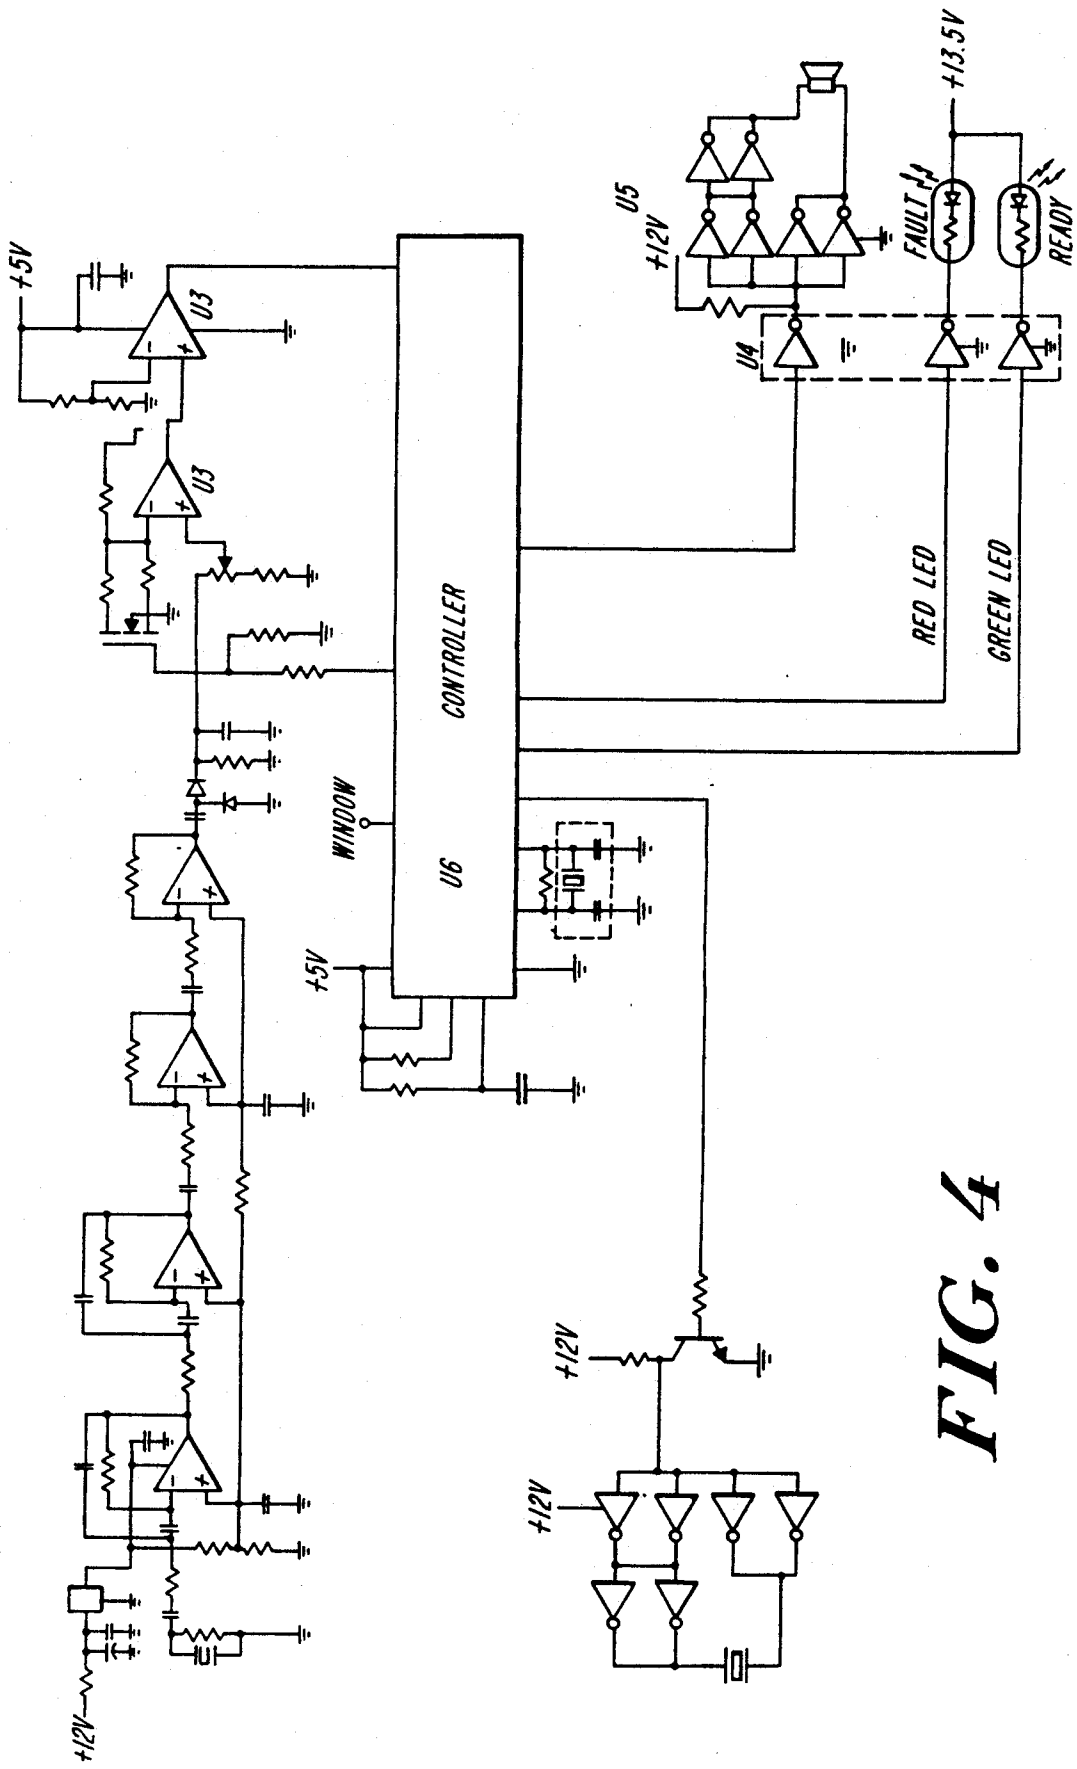 +5V
U3
U3
+12V
+5V
WINDOW
CONTROLLER
U6
U5
+12V
U4
FAULT
READY
+13.5V
RED LED
GREEN LED
+12V
+12V
FIG. 4